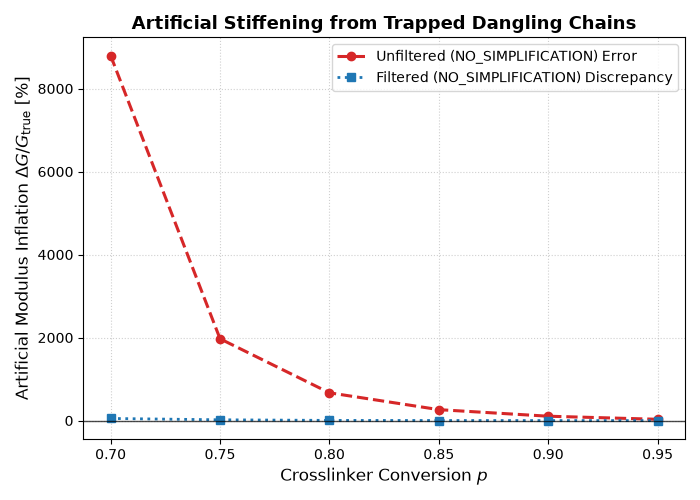 Artificial Stiffening from Trapped Dangling Chains
Unfiltered (NO_SIMPLIFICATION) Error
Filtered (NO_SIMPLIFICATION) Discrepancy
Artificial Modulus Inflation ΔG/G_true [%]
8000
6000
4000
2000
0
0.70 0.75 0.80 0.85 0.90 0.95
Crosslinker Conversion p